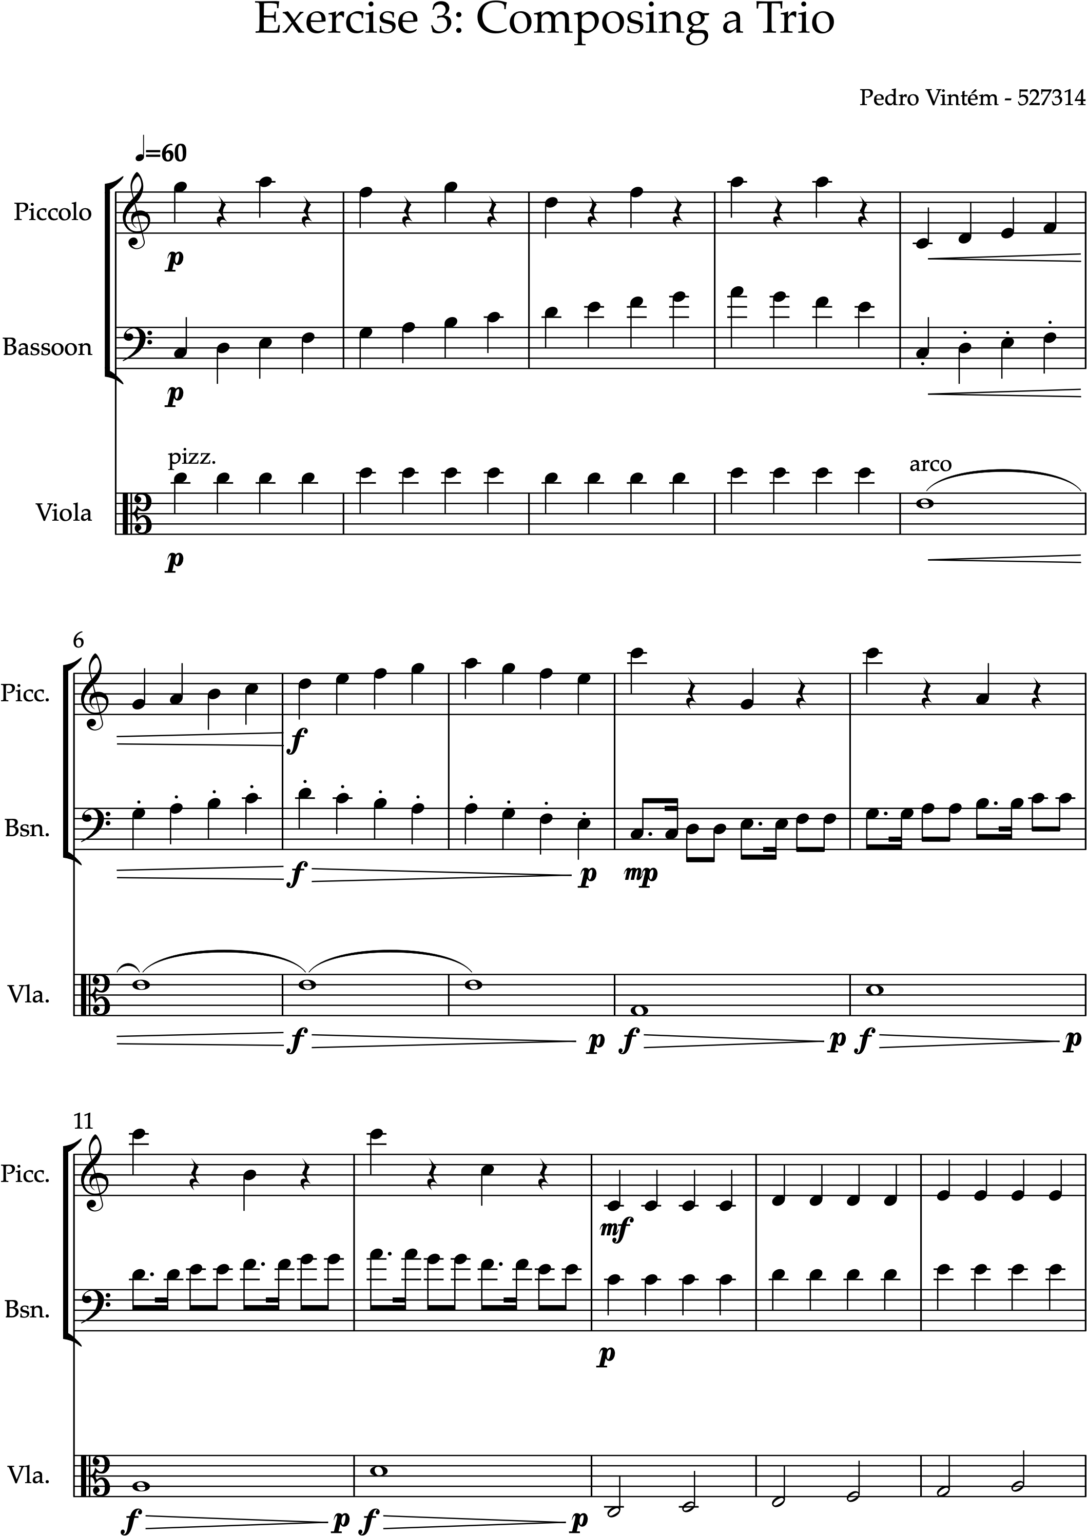 Exercise 3: Composing a Trio
Pedro Vintém - 527314
♩=60
Piccolo
p
Bassoon
p
pizz.
arco
Viola
p
6
Picc.
f
Bsn.
f p mp
Vla.
f p f p f p
11
Picc.
mf
Bsn.
p
Vla.
f p f p